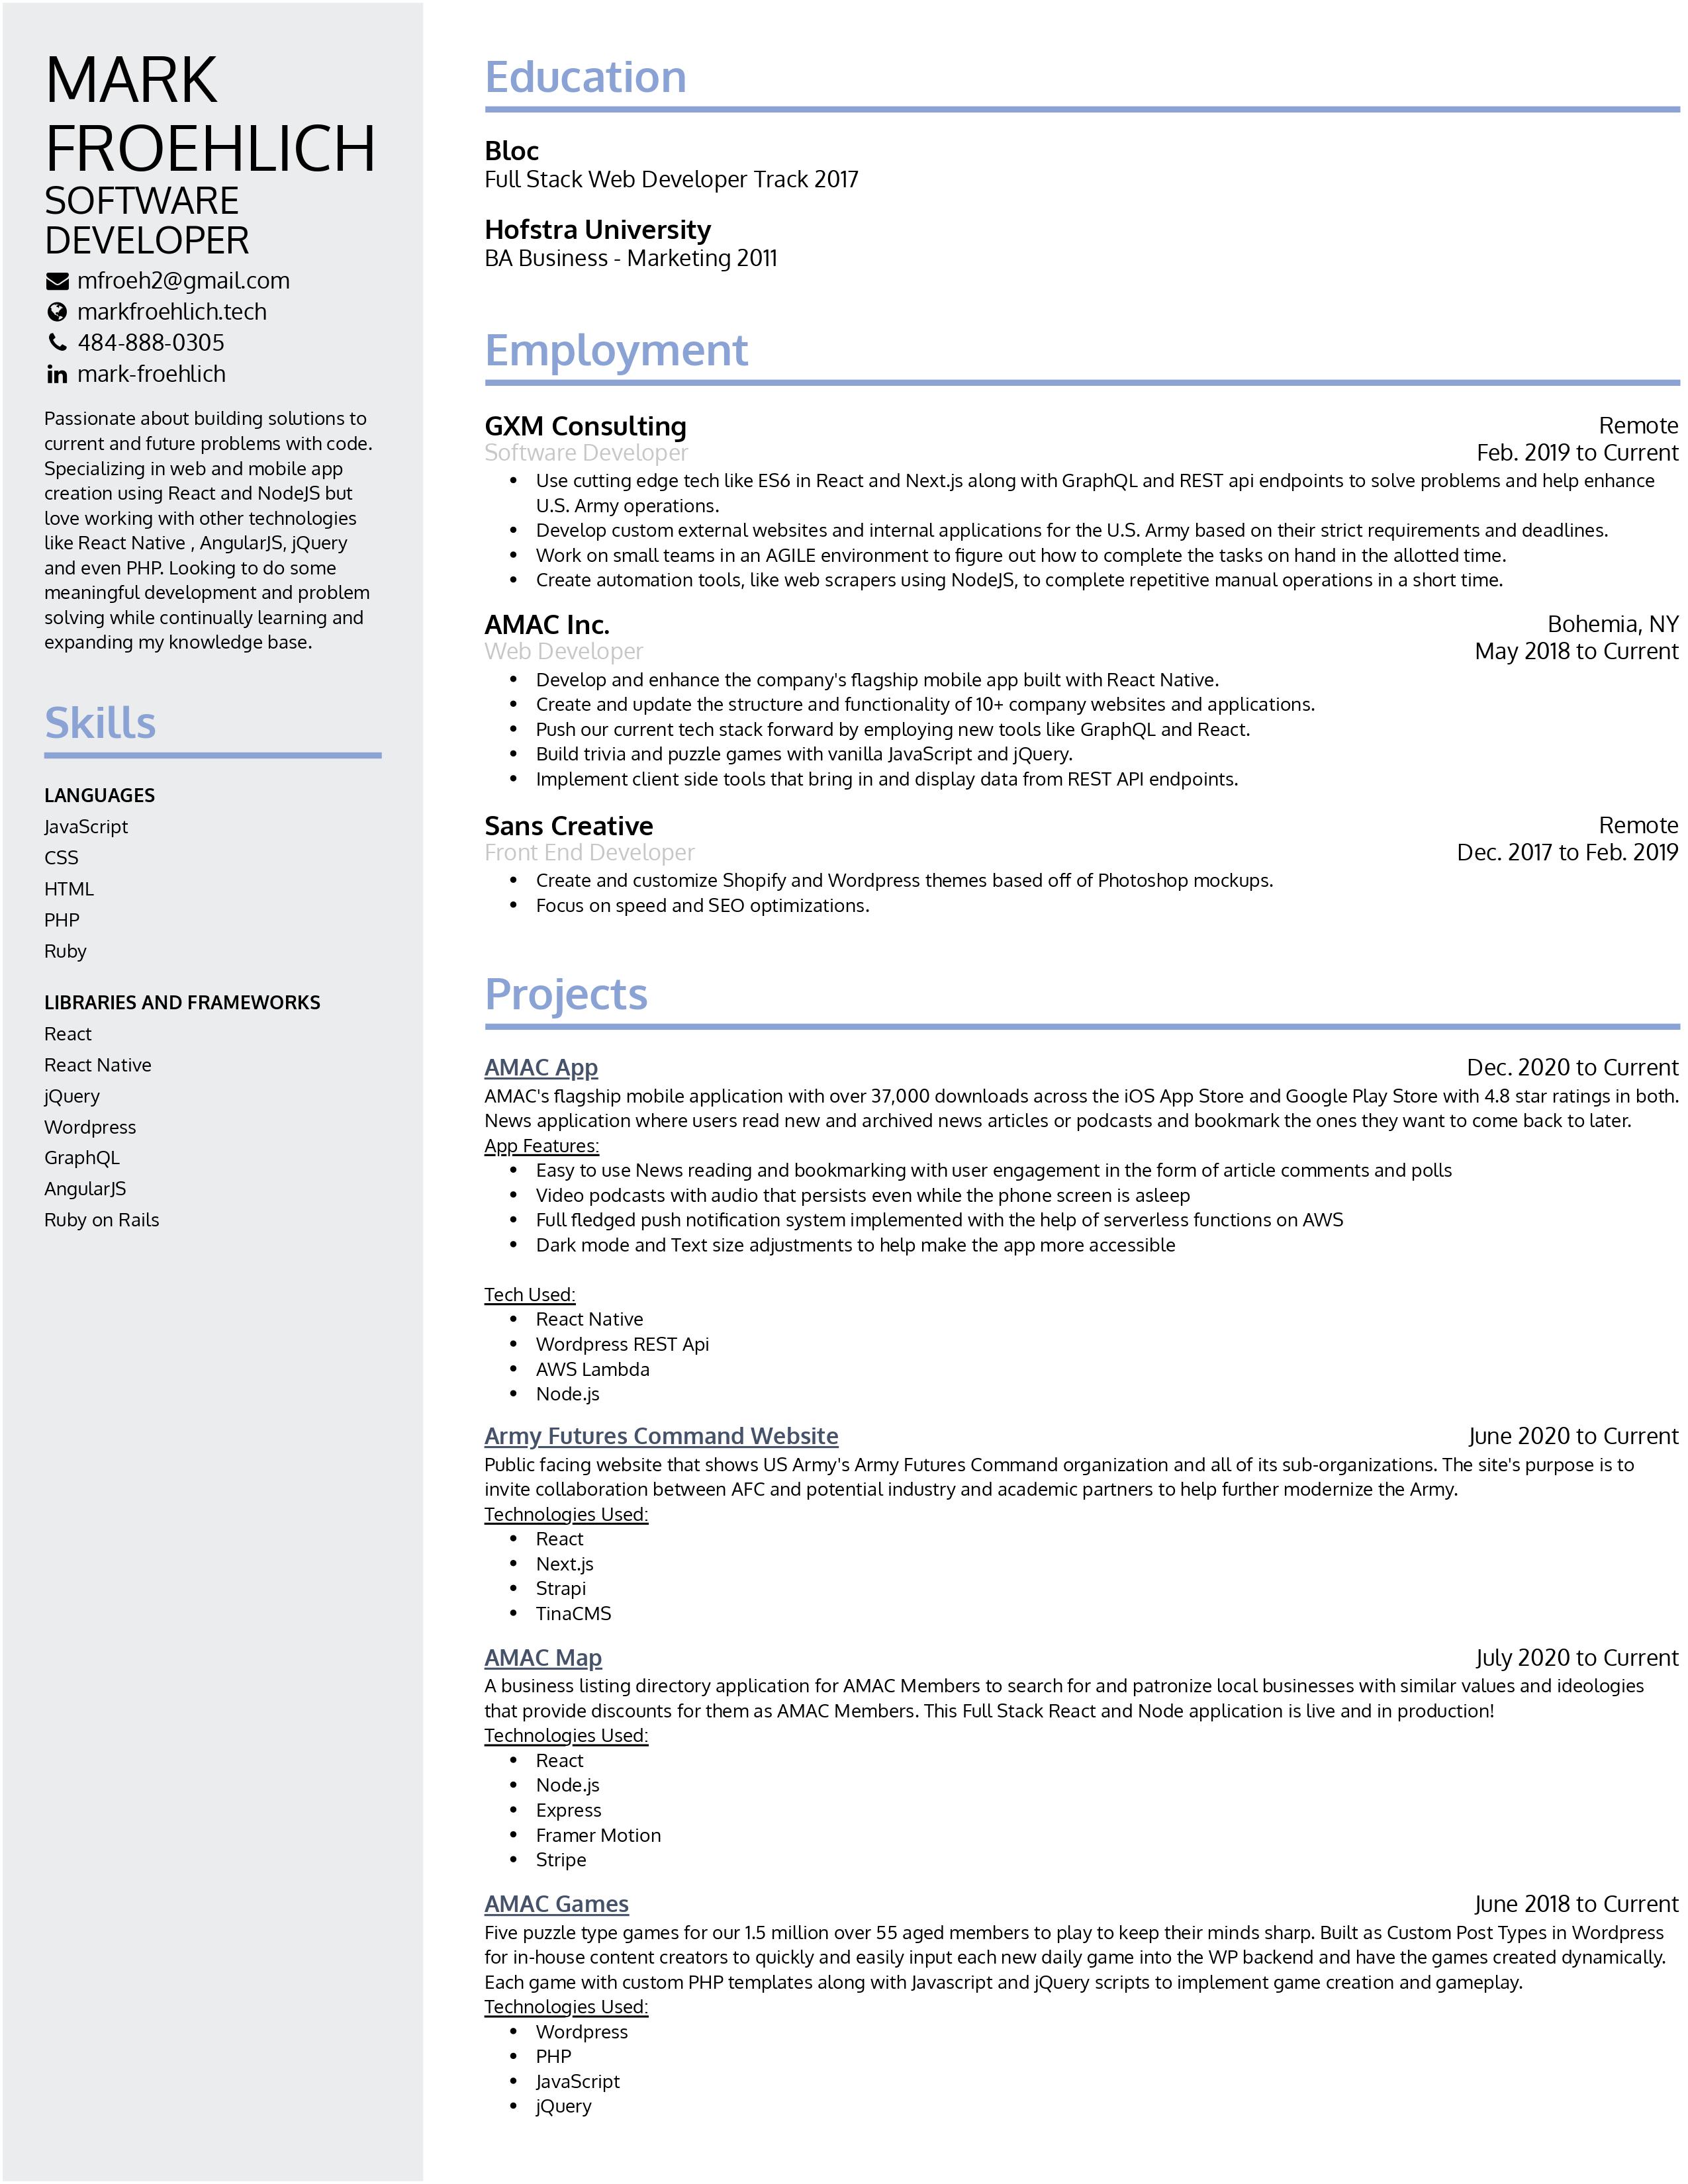 MARK
FROEHLICH
SOFTWARE
DEVELOPER
mfroeh2@gmail.com
markfroehlich.tech
484-888-0305
mark-froehlich
Passionate about building solutions to
current and future problems with code.
Specializing in web and mobile app
creation using React and NodeJS but
love working with other technologies
like React Native , AngularJS, jQuery
and even PHP. Looking to do some
meaningful development and problem
solving while continually learning and
expanding my knowledge base.
Skills
LANGUAGES
JavaScript
CSS
HTML
PHP
Ruby
LIBRARIES AND FRAMEWORKS
React
React Native
jQuery
Wordpress
GraphQL
AngularJS
Ruby on Rails
Education
Bloc
Full Stack Web Developer Track 2017
Hofstra University
BA Business - Marketing 2011
Employment
GXM Consulting Remote
Software Developer Feb. 2019 to Current
• Use cutting edge tech like ES6 in React and Next.js along with GraphQL and REST api endpoints to solve problems and help enhance
U.S. Army operations.
• Develop custom external websites and internal applications for the U.S. Army based on their strict requirements and deadlines.
• Work on small teams in an AGILE environment to figure out how to complete the tasks on hand in the allotted time.
• Create automation tools, like web scrapers using NodeJS, to complete repetitive manual operations in a short time.
AMAC Inc. Bohemia, NY
Web Developer May 2018 to Current
• Develop and enhance the company's flagship mobile app built with React Native.
• Create and update the structure and functionality of 10+ company websites and applications.
• Push our current tech stack forward by employing new tools like GraphQL and React.
• Build trivia and puzzle games with vanilla JavaScript and jQuery.
• Implement client side tools that bring in and display data from REST API endpoints.
Sans Creative Remote
Front End Developer Dec. 2017 to Feb. 2019
• Create and customize Shopify and Wordpress themes based off of Photoshop mockups.
• Focus on speed and SEO optimizations.
Projects
AMAC App Dec. 2020 to Current
AMAC's flagship mobile application with over 37,000 downloads across the iOS App Store and Google Play Store with 4.8 star ratings in both.
News application where users read new and archived news articles or podcasts and bookmark the ones they want to come back to later.
App Features:
• Easy to use News reading and bookmarking with user engagement in the form of article comments and polls
• Video podcasts with audio that persists even while the phone screen is asleep
• Full fledged push notification system implemented with the help of serverless functions on AWS
• Dark mode and Text size adjustments to help make the app more accessible
Tech Used:
• React Native
• Wordpress REST Api
• AWS Lambda
• Node.js
Army Futures Command Website June 2020 to Current
Public facing website that shows US Army's Army Futures Command organization and all of its sub-organizations. The site's purpose is to
invite collaboration between AFC and potential industry and academic partners to help further modernize the Army.
Technologies Used:
• React
• Next.js
• Strapi
• TinaCMS
AMAC Map July 2020 to Current
A business listing directory application for AMAC Members to search for and patronize local businesses with similar values and ideologies
that provide discounts for them as AMAC Members. This Full Stack React and Node application is live and in production!
Technologies Used:
• React
• Node.js
• Express
• Framer Motion
• Stripe
AMAC Games June 2018 to Current
Five puzzle type games for our 1.5 million over 55 aged members to play to keep their minds sharp. Built as Custom Post Types in Wordpress
for in-house content creators to quickly and easily input each new daily game into the WP backend and have the games created dynamically.
Each game with custom PHP templates along with Javascript and jQuery scripts to implement game creation and gameplay.
Technologies Used:
• Wordpress
• PHP
• JavaScript
• jQuery